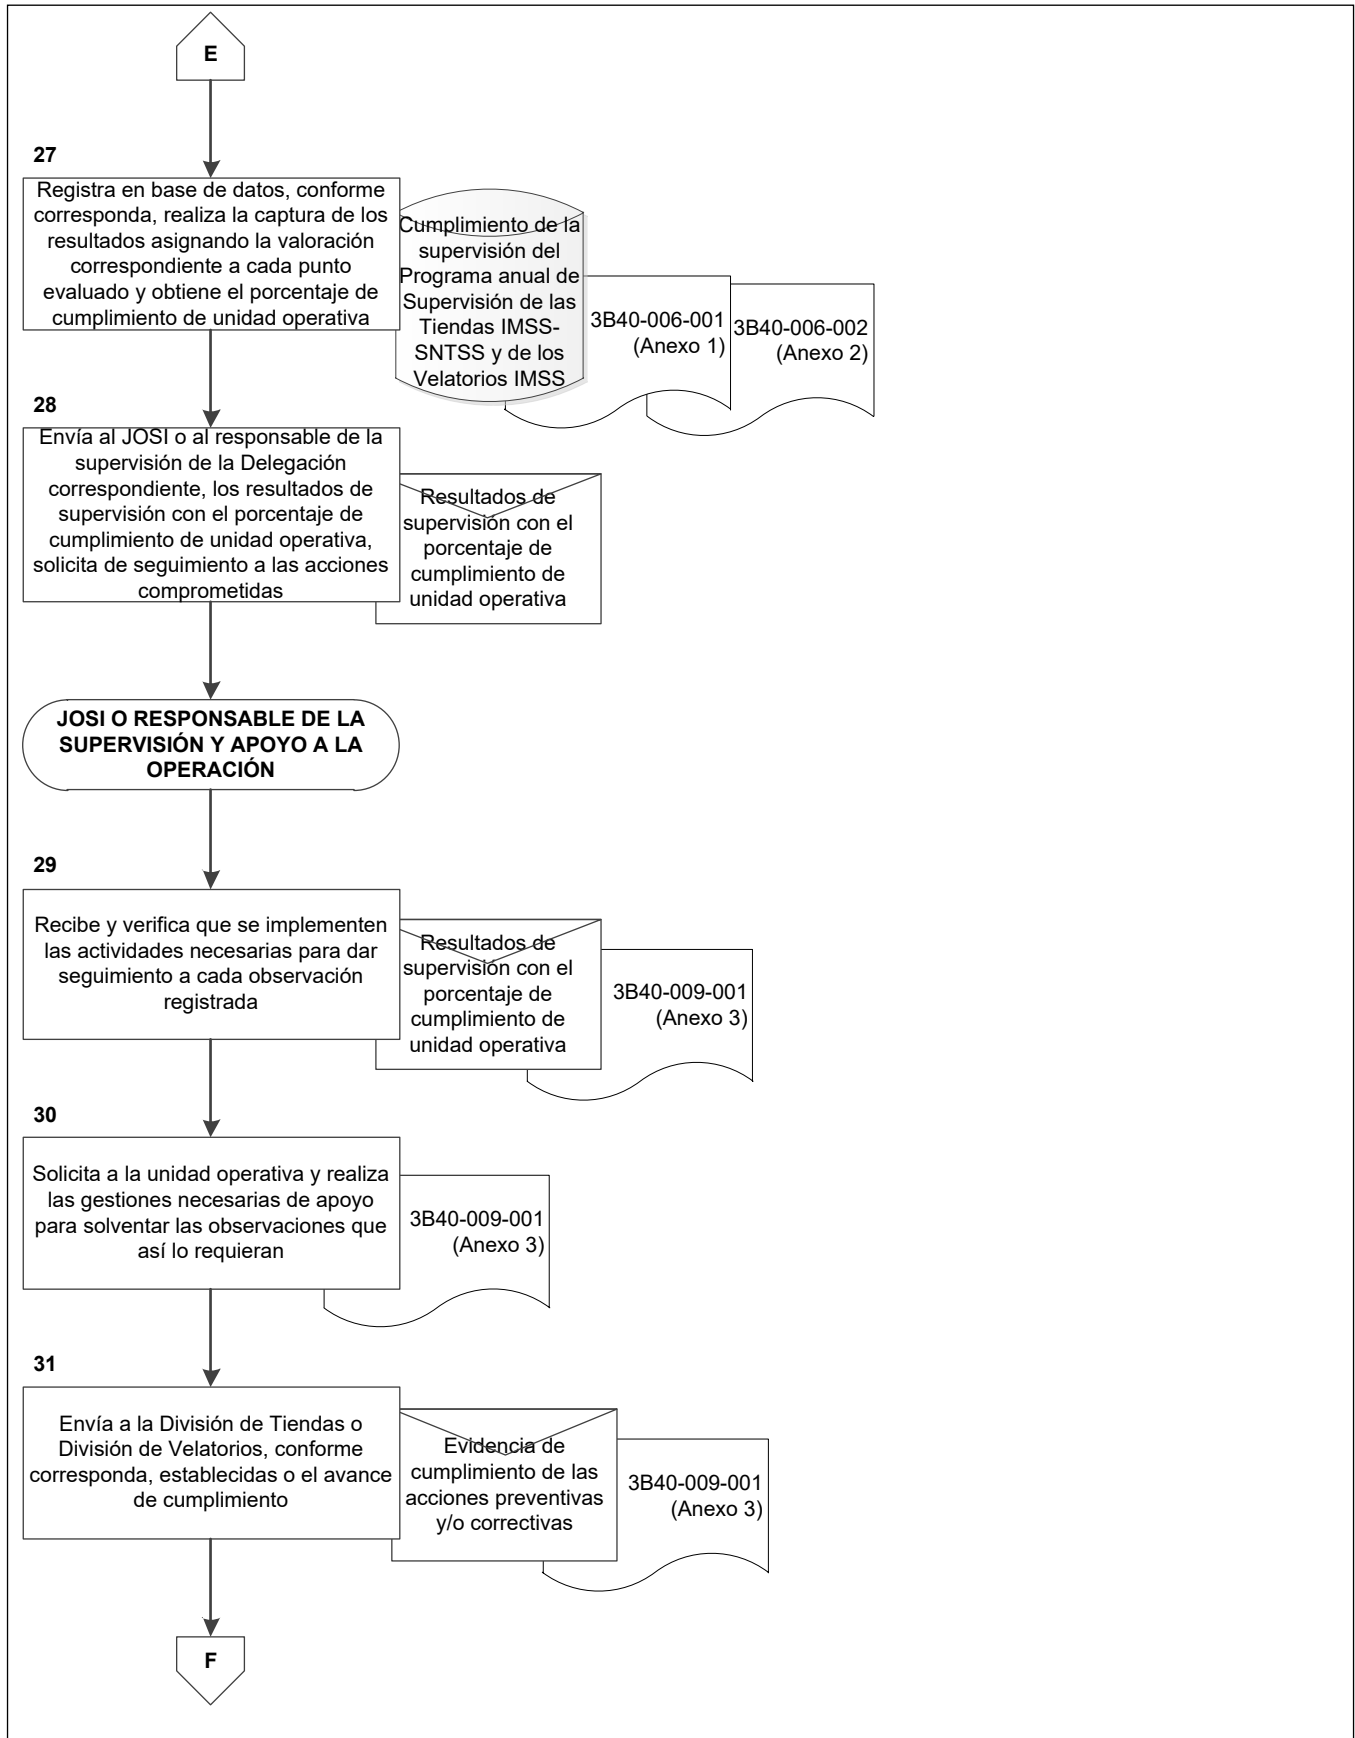 E
27
Registra en base de datos, conforme
corresponda, realiza la captura de los
resultados asignando la valoración
correspondiente a cada punto
evaluado y obtiene el porcentaje de
cumplimiento de unidad operativa
Cumplimiento de la
supervisión del
Programa anual de
Supervisión de las
Tiendas IMSS-
SNTSS y de los
Velatorios IMSS
3B40-006-001
(Anexo 1)
3B40-006-002
(Anexo 2)
28
Envía al JOSI o al responsable de la
supervisión de la Delegación
correspondiente, los resultados de
supervisión con el porcentaje de
cumplimiento de unidad operativa,
solicita de seguimiento a las acciones
comprometidas
Resultados de
supervisión con el
porcentaje de
cumplimiento de
unidad operativa
JOSI O RESPONSABLE DE LA
SUPERVISIÓN Y APOYO A LA
OPERACIÓN
29
Recibe y verifica que se implementen
las actividades necesarias para dar
seguimiento a cada observación
registrada
Resultados de
supervisión con el
porcentaje de
cumplimiento de
unidad operativa
3B40-009-001
(Anexo 3)
30
Solicita a la unidad operativa y realiza
las gestiones necesarias de apoyo
para solventar las observaciones que
así lo requieran
3B40-009-001
(Anexo 3)
31
Envía a la División de Tiendas o
División de Velatorios, conforme
corresponda, establecidas o el avance
de cumplimiento
Evidencia de
cumplimiento de las
acciones preventivas
y/o correctivas
3B40-009-001
(Anexo 3)
F